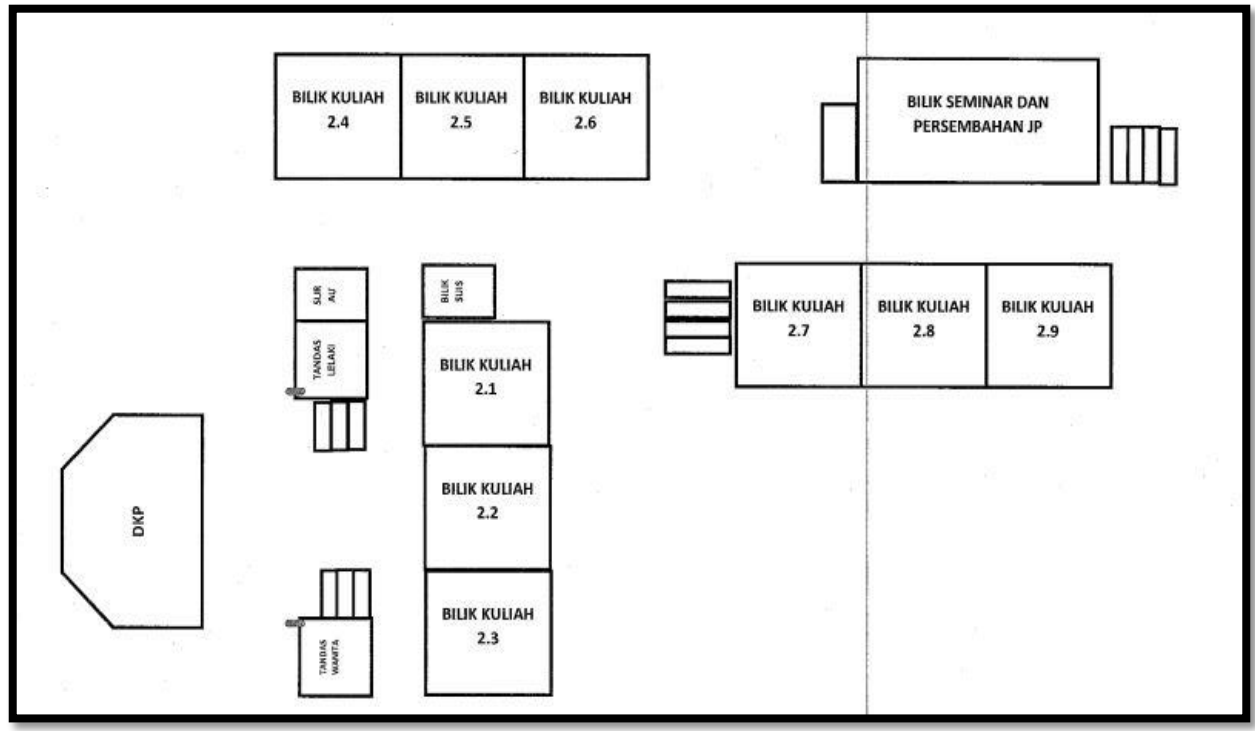 BILIK KULIAH
2.4
BILIK KULIAH
2.5
BILIK KULIAH
2.6
BILIK SEMINAR DAN
PERSEMBAHAN JP
SUR
AU
BILIK
SUIS
TANDAS
LELAKI
BILIK KULIAH
2.1
BILIK KULIAH
2.7
BILIK KULIAH
2.8
BILIK KULIAH
2.9
DKP
BILIK KULIAH
2.2
TANDAS
WANITA
BILIK KULIAH
2.3